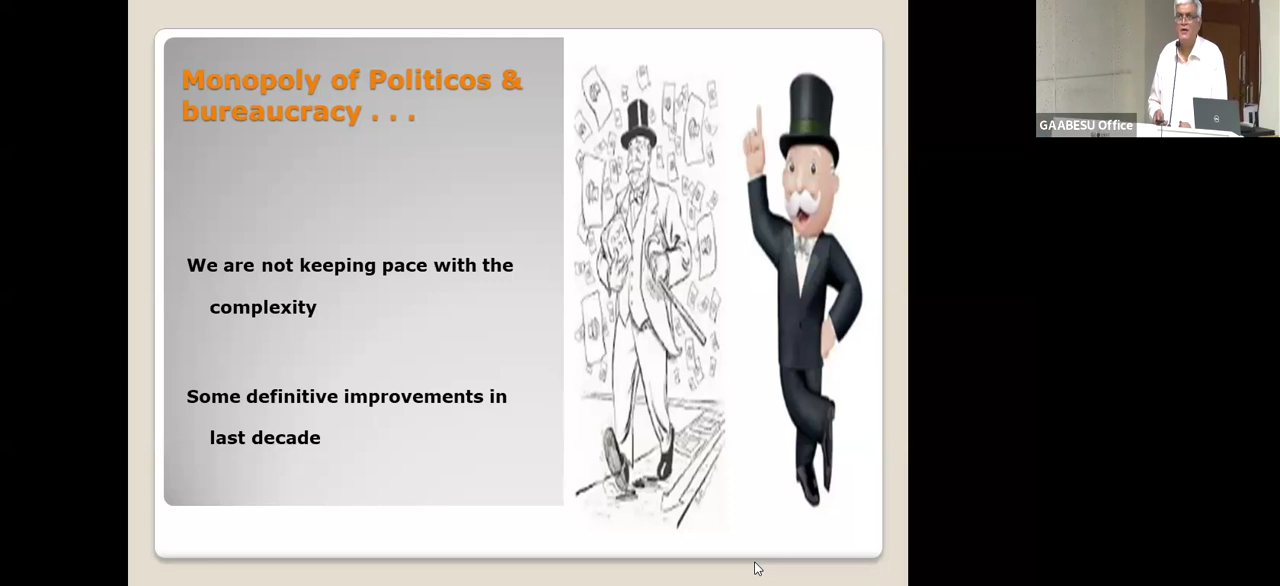 Monopoly of Politicos &
bureaucracy . . .
We are not keeping pace with the
complexity
Some definitive improvements in
last decade
GAABESU Office